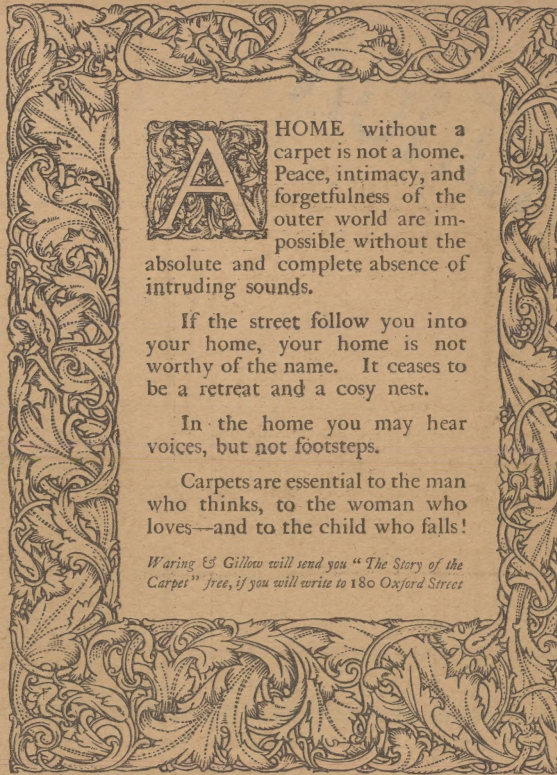 A HOME without a
carpet is not a home.
Peace, intimacy, and
forgetfulness of the
outer world are im-
possible without the
absolute and complete absence of
intruding sounds.
If the street follow you into
your home, your home is not
worthy of the name. It ceases to
be a retreat and a cosy nest.
In the home you may hear
voices, but not footsteps.
Carpets are essential to the man
who thinks, to the woman who
loves—and to the child who falls!
Waring & Gillow will send you “ The Story of the
Carpet ” free, if you will write to 180 Oxford Street